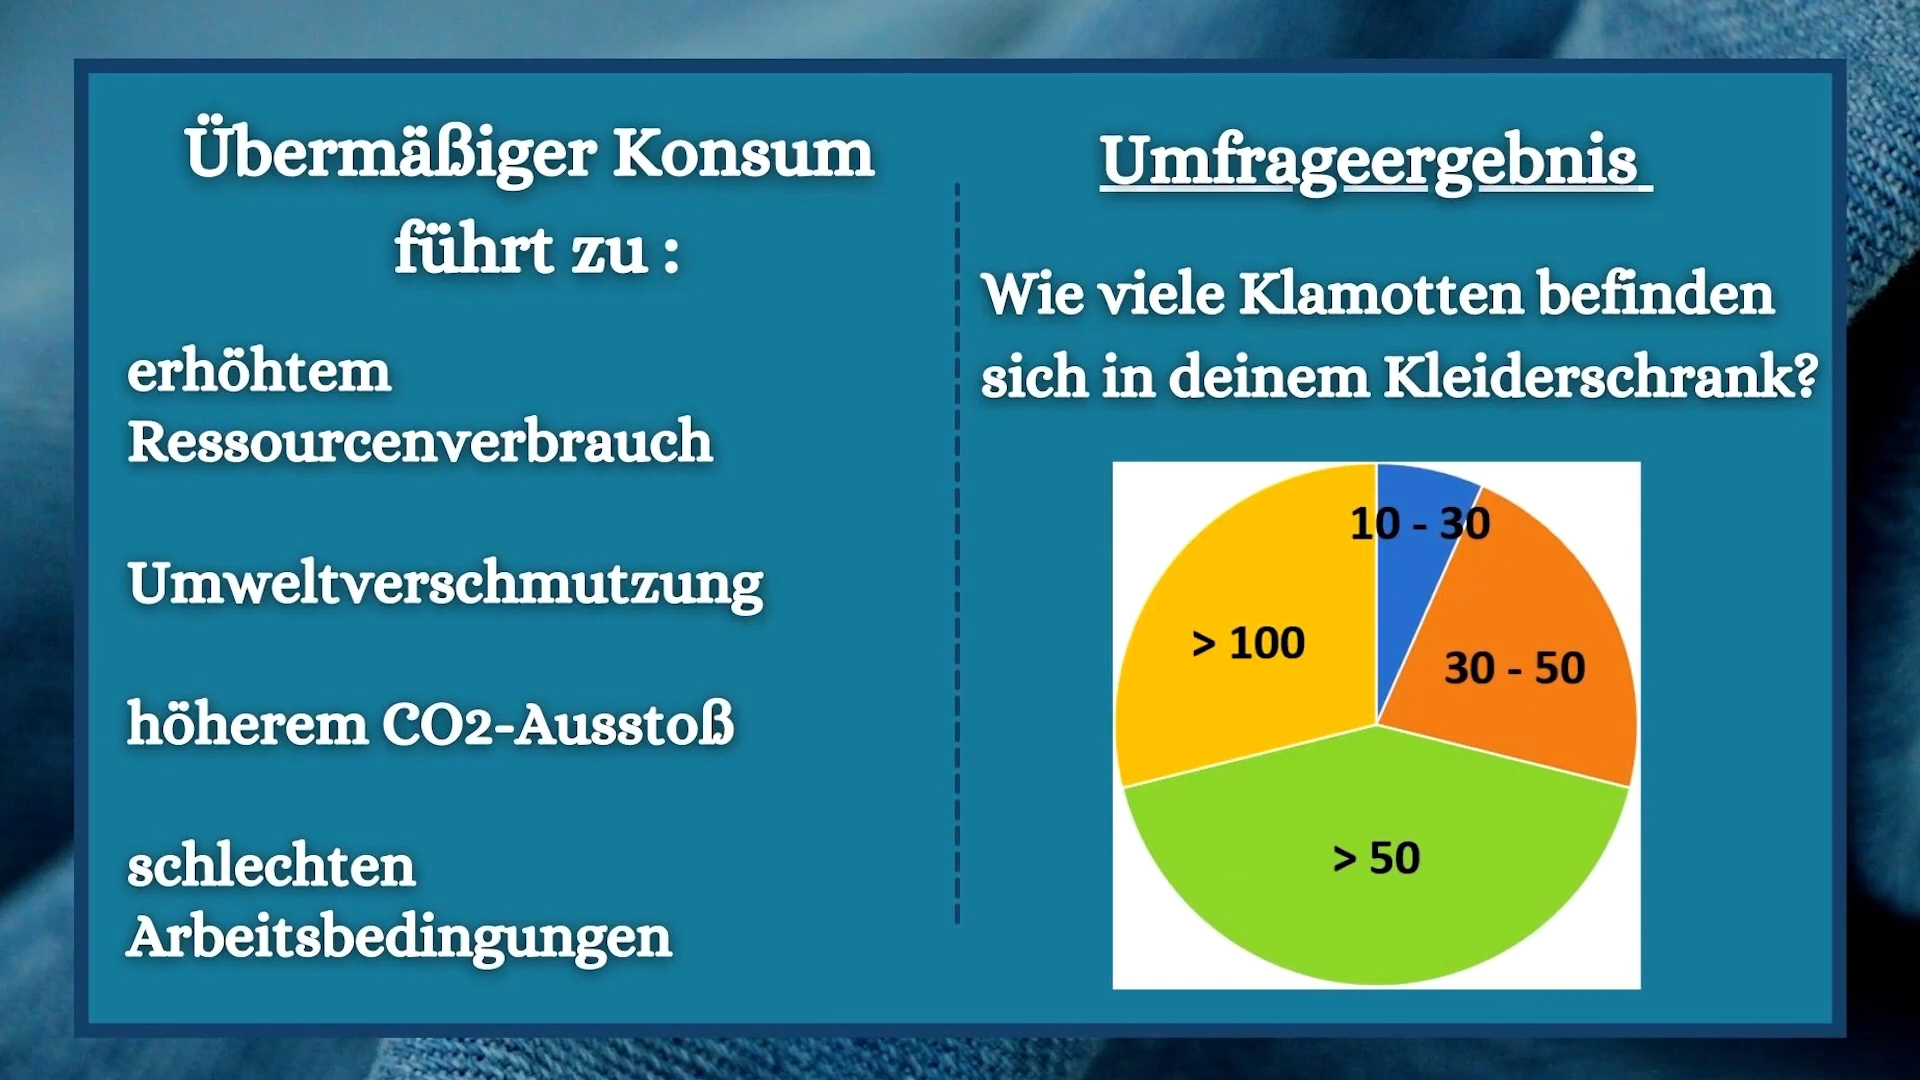 Übermäßiger Konsum
führt zu :
erhöhtem
Ressourcenverbrauch
Umweltverschmutzung
höherem CO2-Ausstoß
schlechten
Arbeitsbedingungen
Umfrageergebnis
Wie viele Klamotten befinden
sich in deinem Kleiderschrank?
10 - 30
> 100
30 - 50
> 50